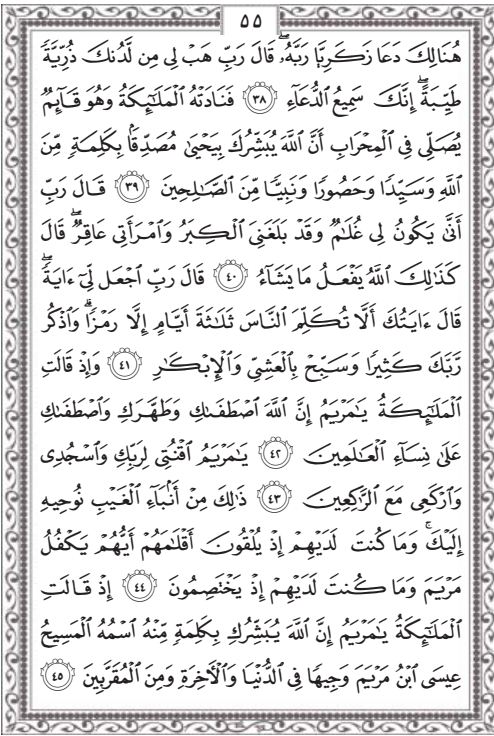 ٥٥
هُنَالِكَ دَعَا زَكَرِيَّا رَبَّهُۥۖ قَالَ رَبِّ هَبْ لِى مِن لَّدُنكَ ذُرِّيَّةً
طَيِّبَةًۖ إِنَّكَ سَمِيعُ ٱلدُّعَآءِ ٣٨ فَنَادَتْهُ ٱلْمَلَٰٓئِكَةُ وَهُوَ قَآئِمٌ
يُصَلِّى فِى ٱلْمِحْرَابِ أَنَّ ٱللَّهَ يُبَشِّرُكَ بِيَحْيَىٰ مُصَدِّقًۢا بِكَلِمَةٍ مِّنَ
ٱللَّهِ وَسَيِّدًا وَحَصُورًا وَنَبِيًّا مِّنَ ٱلصَّٰلِحِينَ ٣٩ قَالَ رَبِّ
أَنَّىٰ يَكُونُ لِى غُلَٰمٌ وَقَدْ بَلَغَنِىَ ٱلْكِبَرُ وَٱمْرَأَتِى عَاقِرٌۖ قَالَ
كَذَٰلِكَ ٱللَّهُ يَفْعَلُ مَا يَشَآءُ ٤٠ قَالَ رَبِّ ٱجْعَل لِّىٓ ءَايَةًۖ
قَالَ ءَايَتُكَ أَلَّا تُكَلِّمَ ٱلنَّاسَ ثَلَٰثَةَ أَيَّامٍ إِلَّا رَمْزًاۗ وَٱذْكُر
رَّبَّكَ كَثِيرًا وَسَبِّحْ بِٱلْعَشِىِّ وَٱلْإِبْكَٰرِ ٤١ وَإِذْ قَالَتِ
ٱلْمَلَٰٓئِكَةُ يَٰمَرْيَمُ إِنَّ ٱللَّهَ ٱصْطَفَىٰكِ وَطَهَّرَكِ وَٱصْطَفَىٰكِ
عَلَىٰ نِسَآءِ ٱلْعَٰلَمِينَ ٤٢ يَٰمَرْيَمُ ٱقْنُتِى لِرَبِّكِ وَٱسْجُدِى
وَٱرْكَعِى مَعَ ٱلرَّٰكِعِينَ ٤٣ ذَٰلِكَ مِنْ أَنۢبَآءِ ٱلْغَيْبِ نُوحِيهِ
إِلَيْكَۚ وَمَا كُنتَ لَدَيْهِمْ إِذْ يُلْقُونَ أَقْلَٰمَهُمْ أَيُّهُمْ يَكْفُلُ
مَرْيَمَ وَمَا كُنتَ لَدَيْهِمْ إِذْ يَخْتَصِمُونَ ٤٤ إِذْ قَالَتِ
ٱلْمَلَٰٓئِكَةُ يَٰمَرْيَمُ إِنَّ ٱللَّهَ يُبَشِّرُكِ بِكَلِمَةٍ مِّنْهُ ٱسْمُهُ ٱلْمَسِيحُ
عِيسَى ٱبْنُ مَرْيَمَ وَجِيهًا فِى ٱلدُّنْيَا وَٱلْءَاخِرَةِ وَمِنَ ٱلْمُقَرَّبِينَ ٤٥